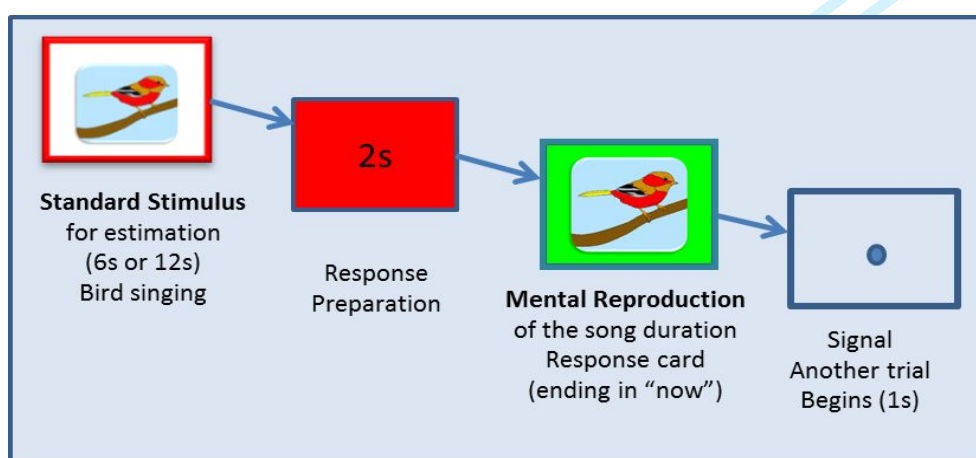 Standard Stimulus
for estimation
(6s or 12s)
Bird singing
2s
Response
Preparation
Mental Reproduction
of the song duration
Response card
(ending in “now”)
Signal
Another trial
Begins (1s)